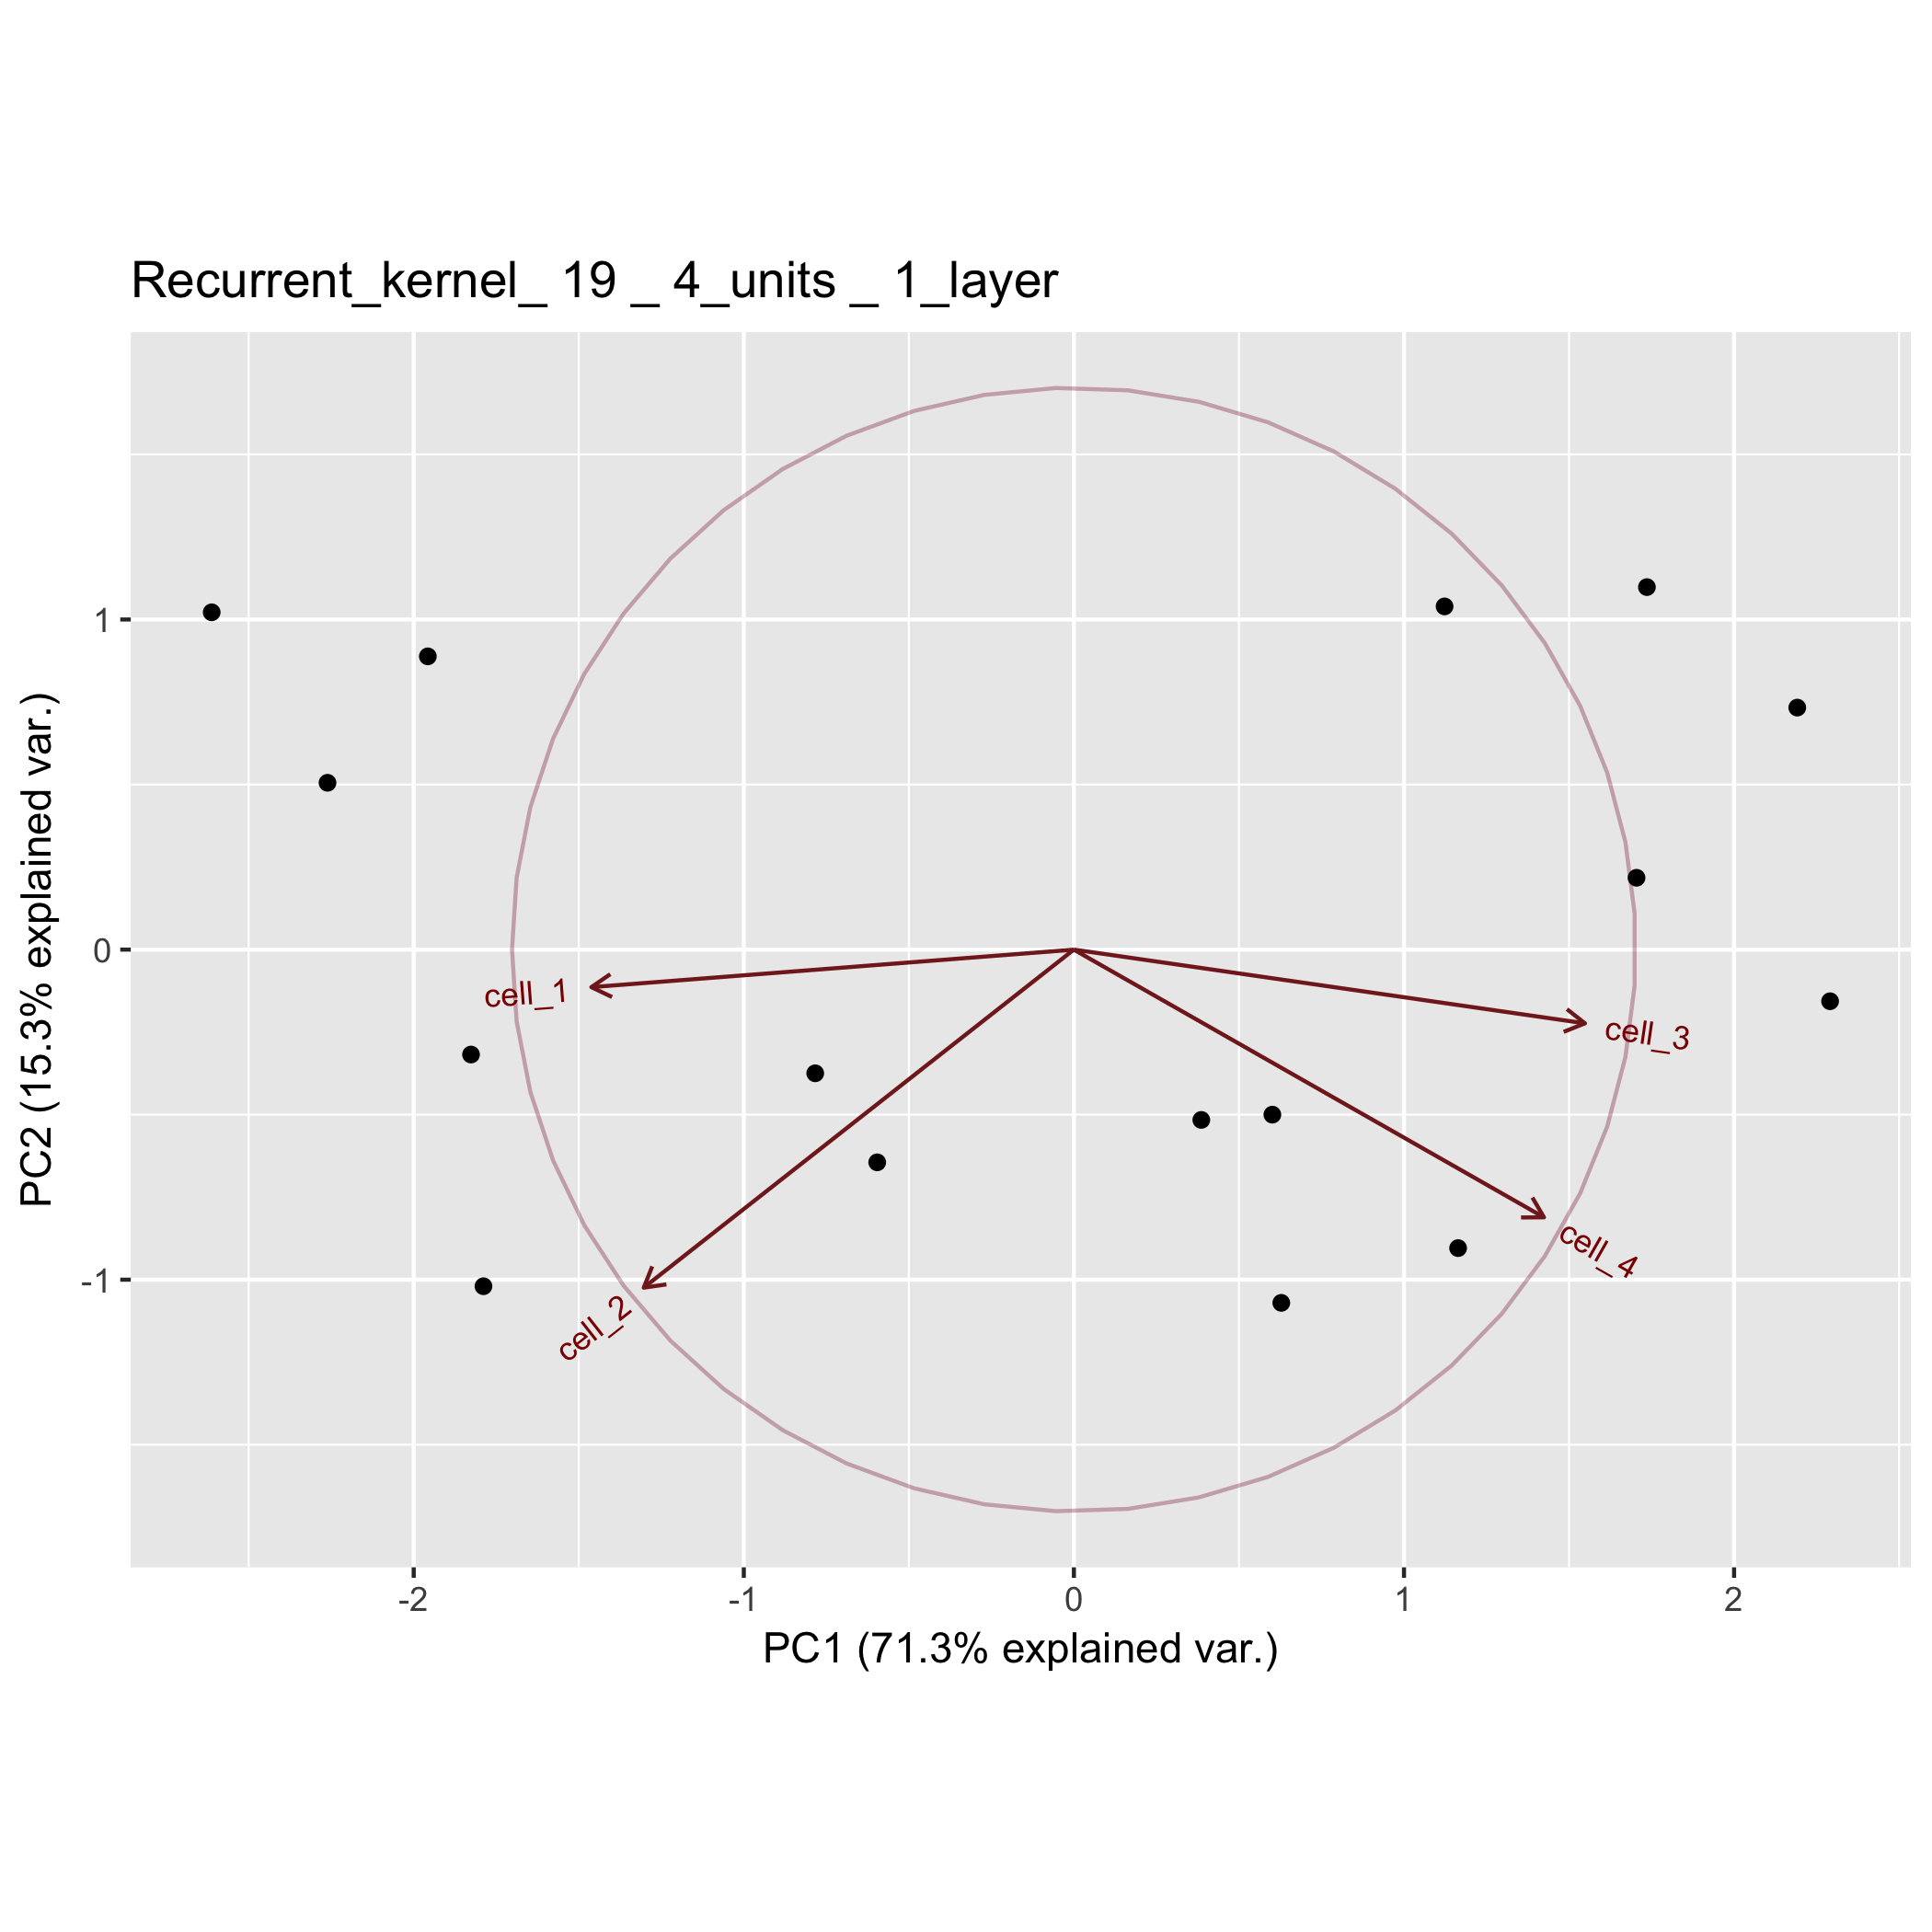 Recurrent_kernel_ 19 _ 4_units _ 1_layer
PC2 (15.3% explained var.)
1
0
-1
cell_1
cell_2
cell_3
cell_4
-2
-1
0
1
2
PC1 (71.3% explained var.)